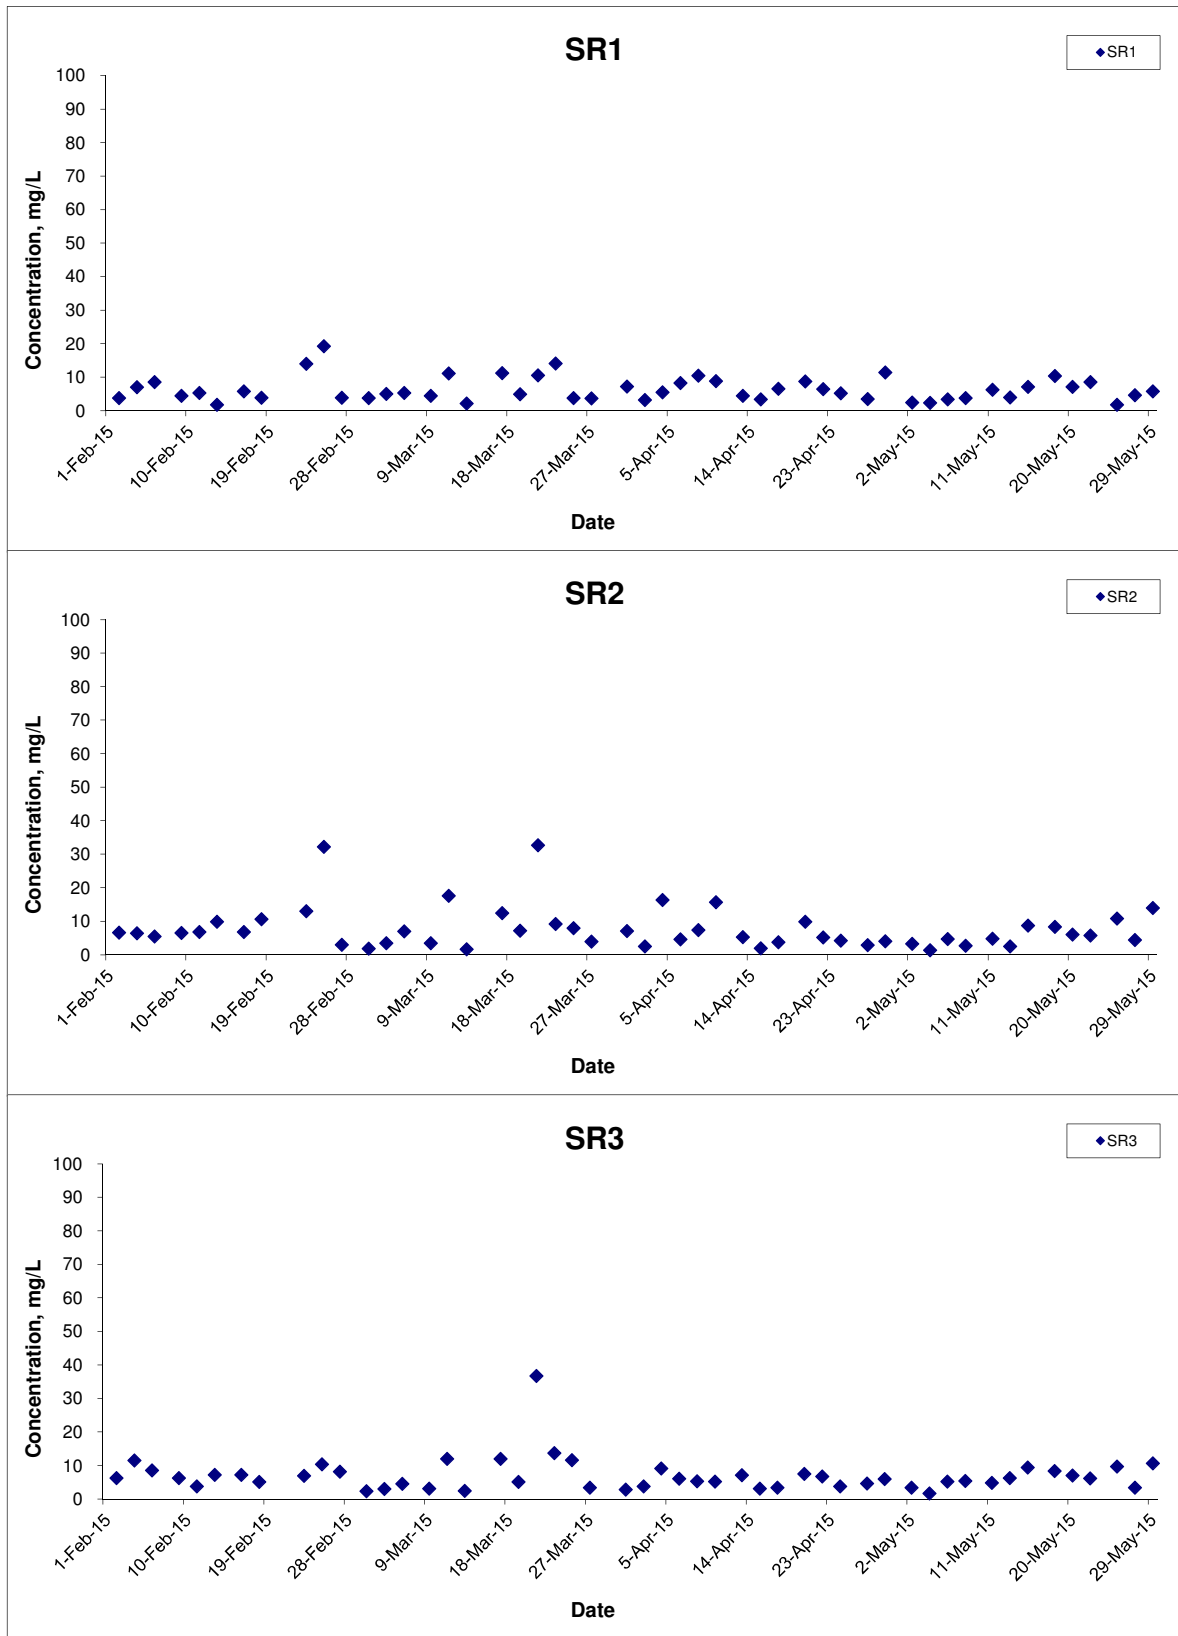 SR1
SR1
100
90
80
70
60
50
40
30
20
10
0
Concentration, mg/L
1-Feb-15
10-Feb-15
19-Feb-15
28-Feb-15
9-Mar-15
18-Mar-15
27-Mar-15
5-Apr-15
14-Apr-15
23-Apr-15
2-May-15
11-May-15
20-May-15
29-May-15
Date
SR2
SR2
100
90
80
70
60
50
40
30
20
10
0
Concentration, mg/L
1-Feb-15
10-Feb-15
19-Feb-15
28-Feb-15
9-Mar-15
18-Mar-15
27-Mar-15
5-Apr-15
14-Apr-15
23-Apr-15
2-May-15
11-May-15
20-May-15
29-May-15
Date
SR3
SR3
100
90
80
70
60
50
40
30
20
10
0
Concentration, mg/L
1-Feb-15
10-Feb-15
19-Feb-15
28-Feb-15
9-Mar-15
18-Mar-15
27-Mar-15
5-Apr-15
14-Apr-15
23-Apr-15
2-May-15
11-May-15
20-May-15
29-May-15
Date